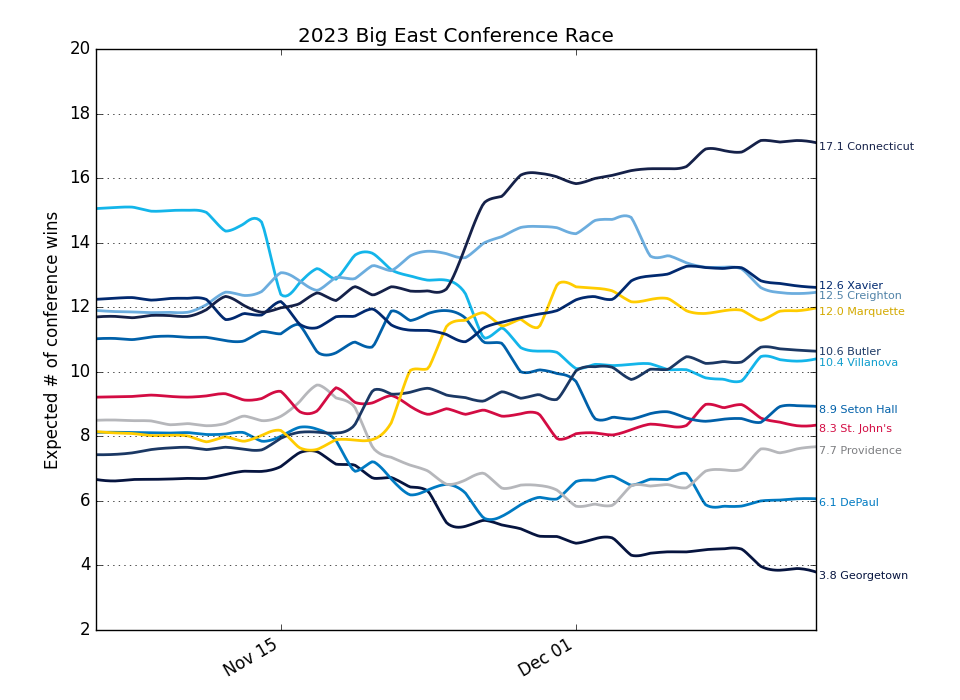 2023 Big East Conference Race
Expected # of conference wins
20
18
16
14
12
10
8
6
4
2
Nov 15
Dec 01
17.1 Connecticut
12.6 Xavier
12.5 Creighton
12.0 Marquette
10.6 Butler
10.4 Villanova
8.9 Seton Hall
8.3 St. John's
7.7 Providence
6.1 DePaul
3.8 Georgetown